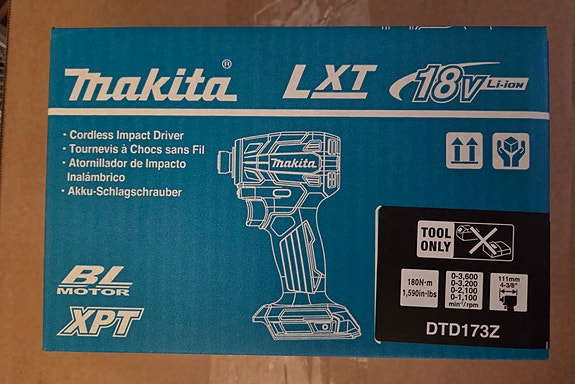 makita® LXT 18V Li-ion
· Cordless Impact Driver
· Tournevis à Chocs sans Fil
· Atornillador de Impacto
Inalámbrico
· Akku-Schlagschrauber
makita
BL
MOTOR
XPT
TOOL
ONLY
180N·m
1,590in·lbs
0-3,600
0-3,200
0-2,100
0-1,100
min⁻¹/rpm
111mm
4-3/8"
DTD173Z